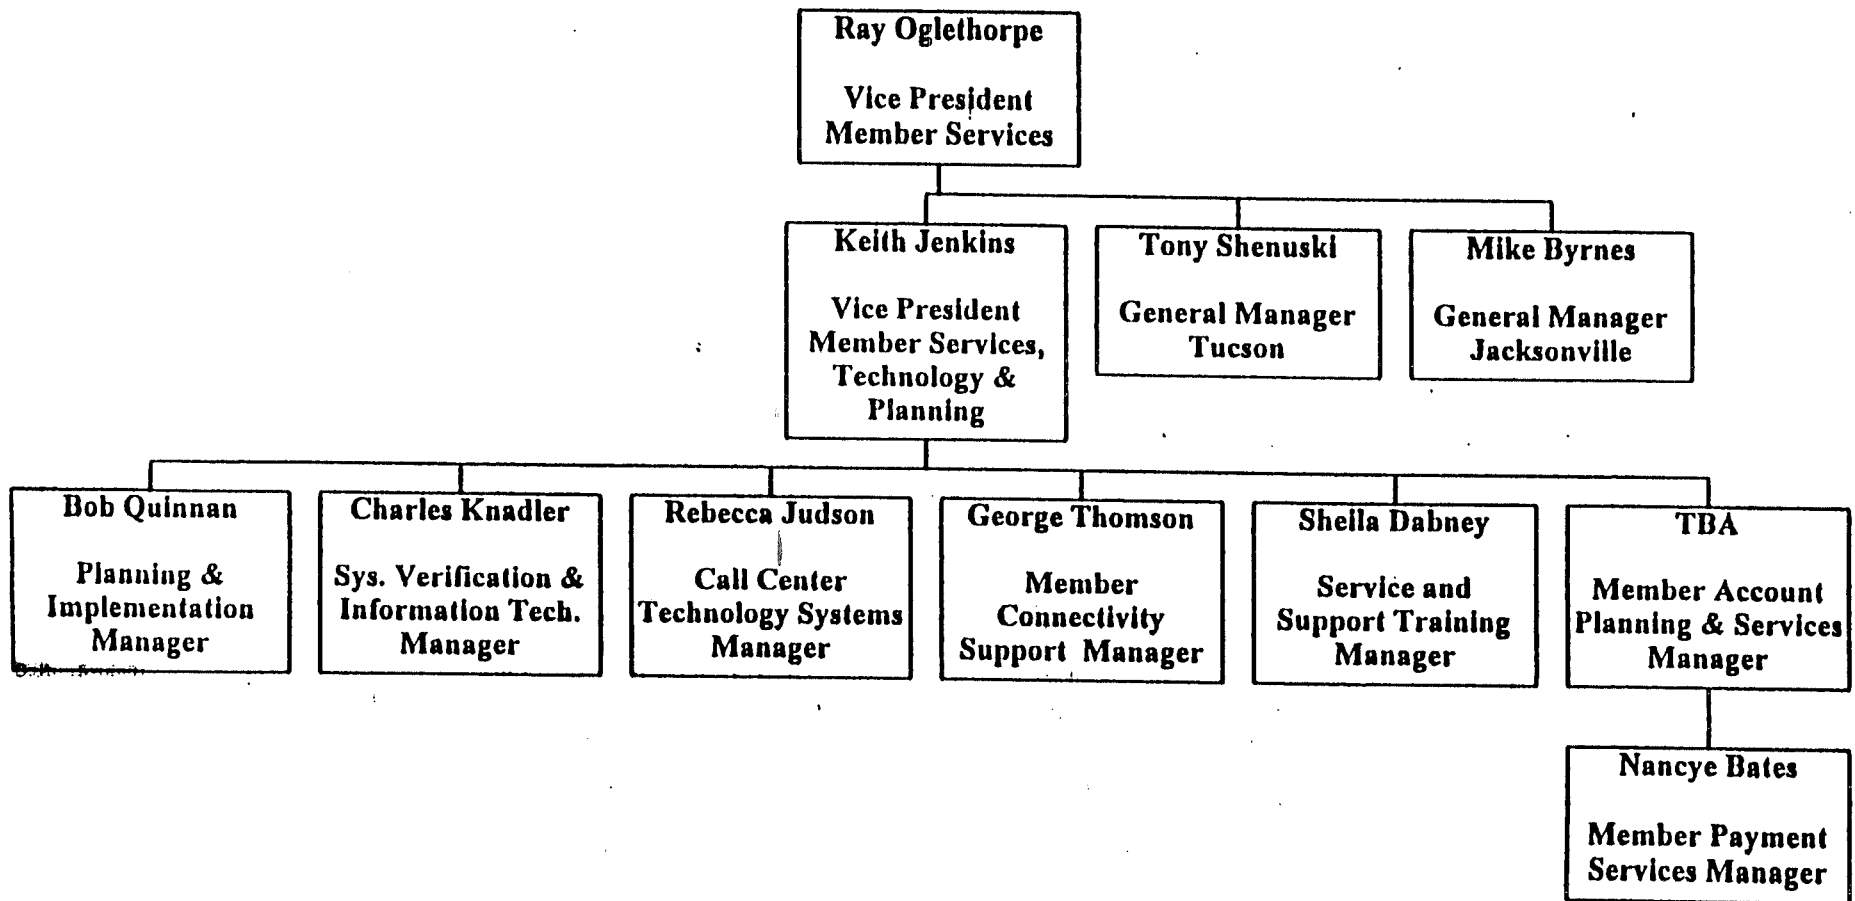 Ray Oglethorpe
Vice President
Member Services
Keith Jenkins
Vice President
Member Services,
Technology &
Planning
Tony Shenuski
General Manager
Tucson
Mike Byrnes
General Manager
Jacksonville
Bob Quinnan
Planning &
Implementation
Manager
Charles Knadler
Sys. Verification &
Information Tech.
Manager
Rebecca Judson
Call Center
Technology Systems
Manager
George Thomson
Member
Connectivity
Support Manager
Sheila Dabney
Service and
Support Training
Manager
TBA
Member Account
Planning & Services
Manager
Nancye Bates
Member Payment
Services Manager